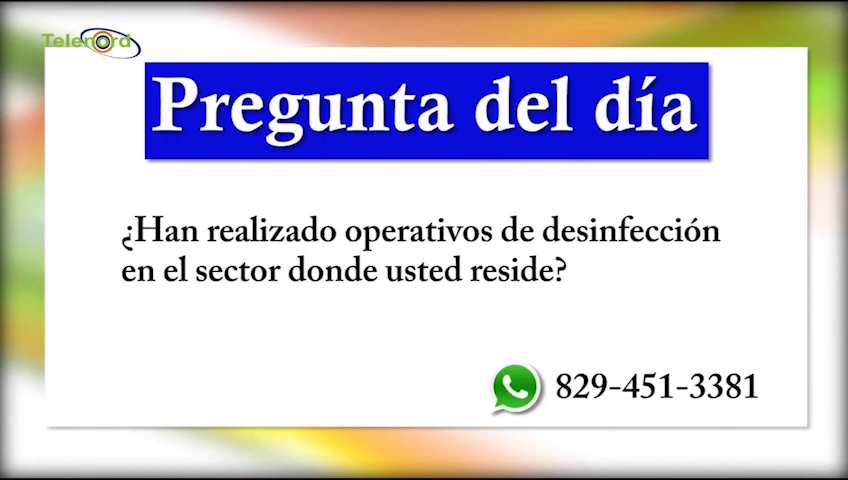 Telenord
Pregunta del día
¿Han realizado operativos de desinfección
en el sector donde usted reside?
829-451-3381